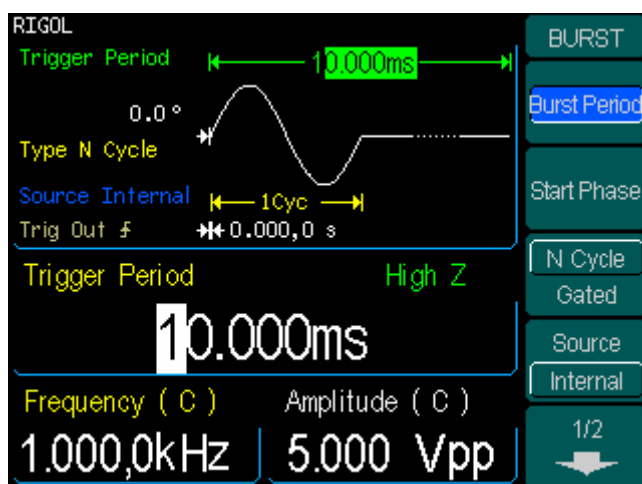 RIGOL
Trigger Period 10.000ms
0.0°
Type N Cycle
Source Internal 1Cyc
Trig Out 0.000,0 s
Trigger Period High Z
10.000ms
Frequency ( C ) Amplitude ( C )
1.000,0kHz 5.000 Vpp
BURST
Burst Period
Start Phase
N Cycle
Gated
Source
Internal
1/2